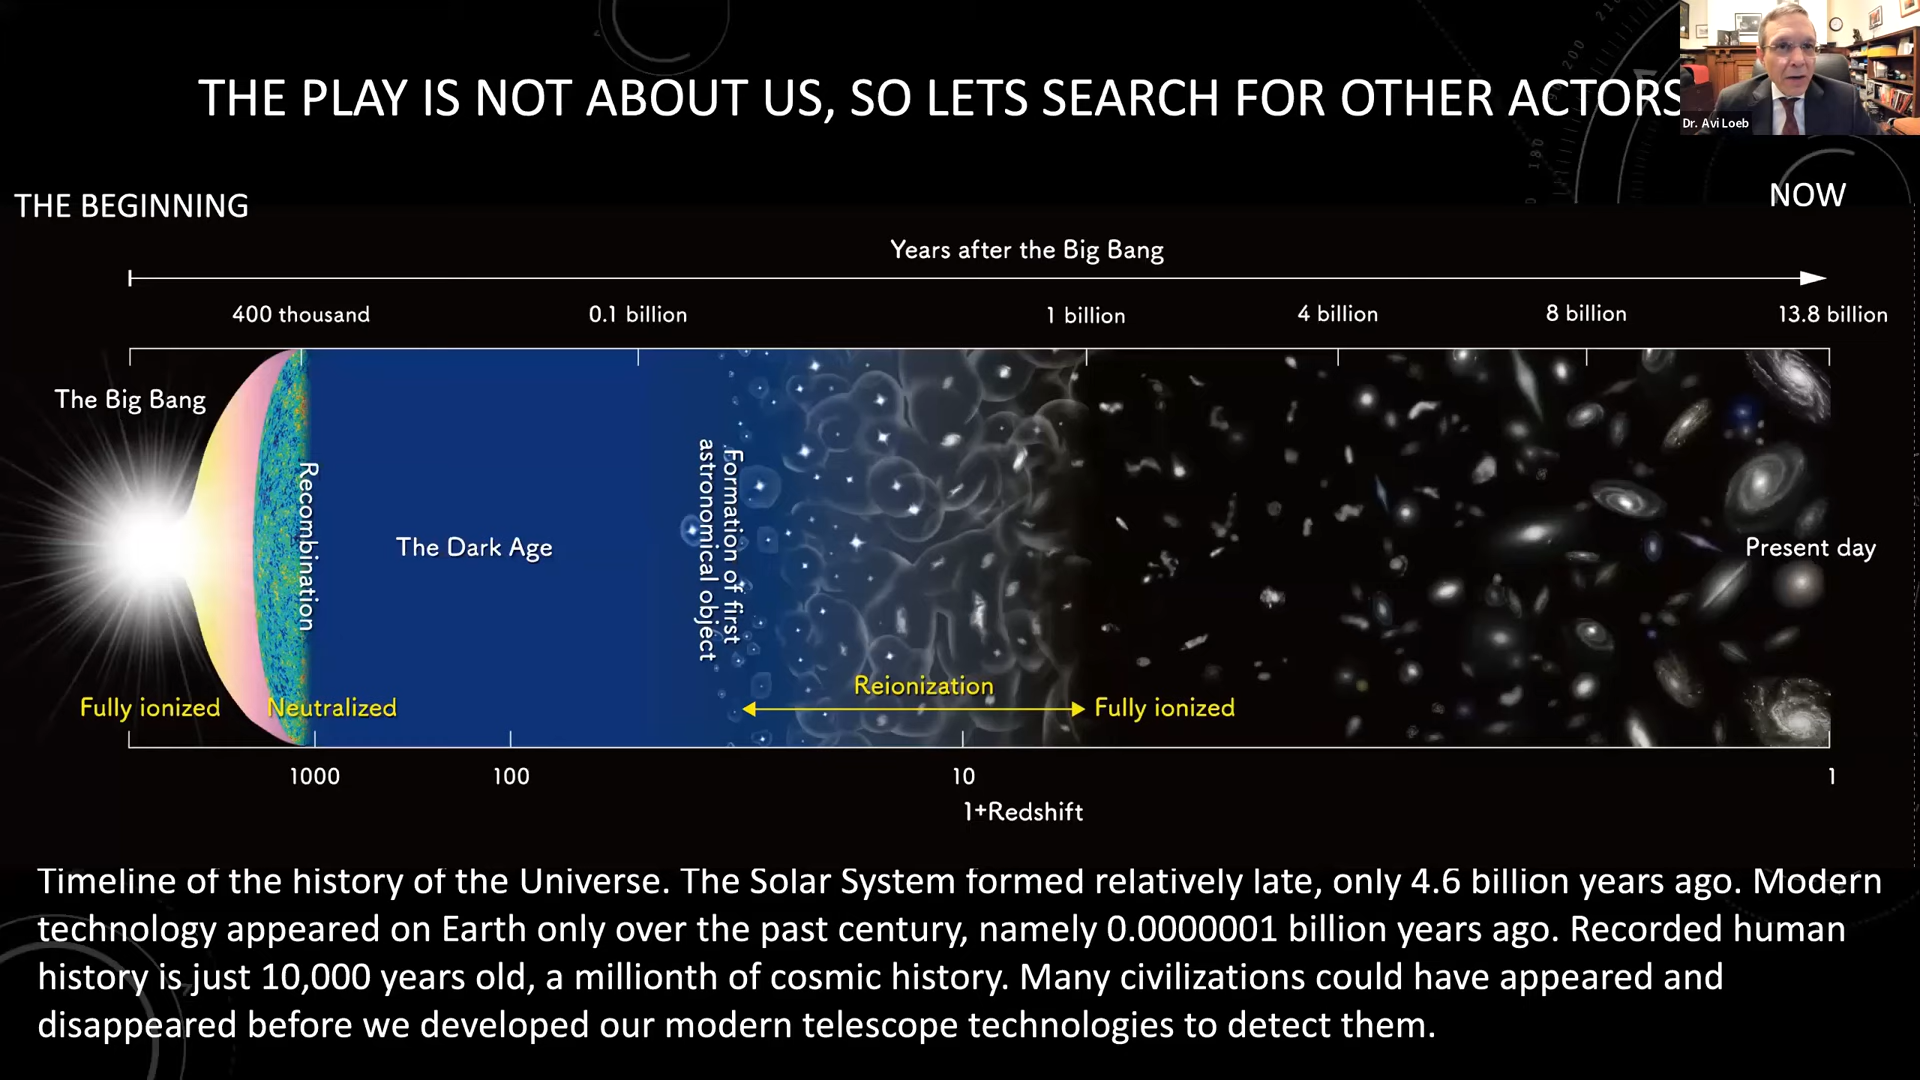 THE PLAY IS NOT ABOUT US, SO LETS SEARCH FOR OTHER ACTORS
Dr. Avi Loeb
THE BEGINNING
NOW
Years after the Big Bang
400 thousand
0.1 billion
1 billion
4 billion
8 billion
13.8 billion
The Big Bang
Recombination
The Dark Age
Formation of first
astronomical object
Present day
Reionization
Fully ionized
Neutralized
Fully ionized
1000
100
10
1
1+Redshift
Timeline of the history of the Universe. The Solar System formed relatively late, only 4.6 billion years ago. Modern
technology appeared on Earth only over the past century, namely 0.0000001 billion years ago. Recorded human
history is just 10,000 years old, a millionth of cosmic history. Many civilizations could have appeared and
disappeared before we developed our modern telescope technologies to detect them.
180
200